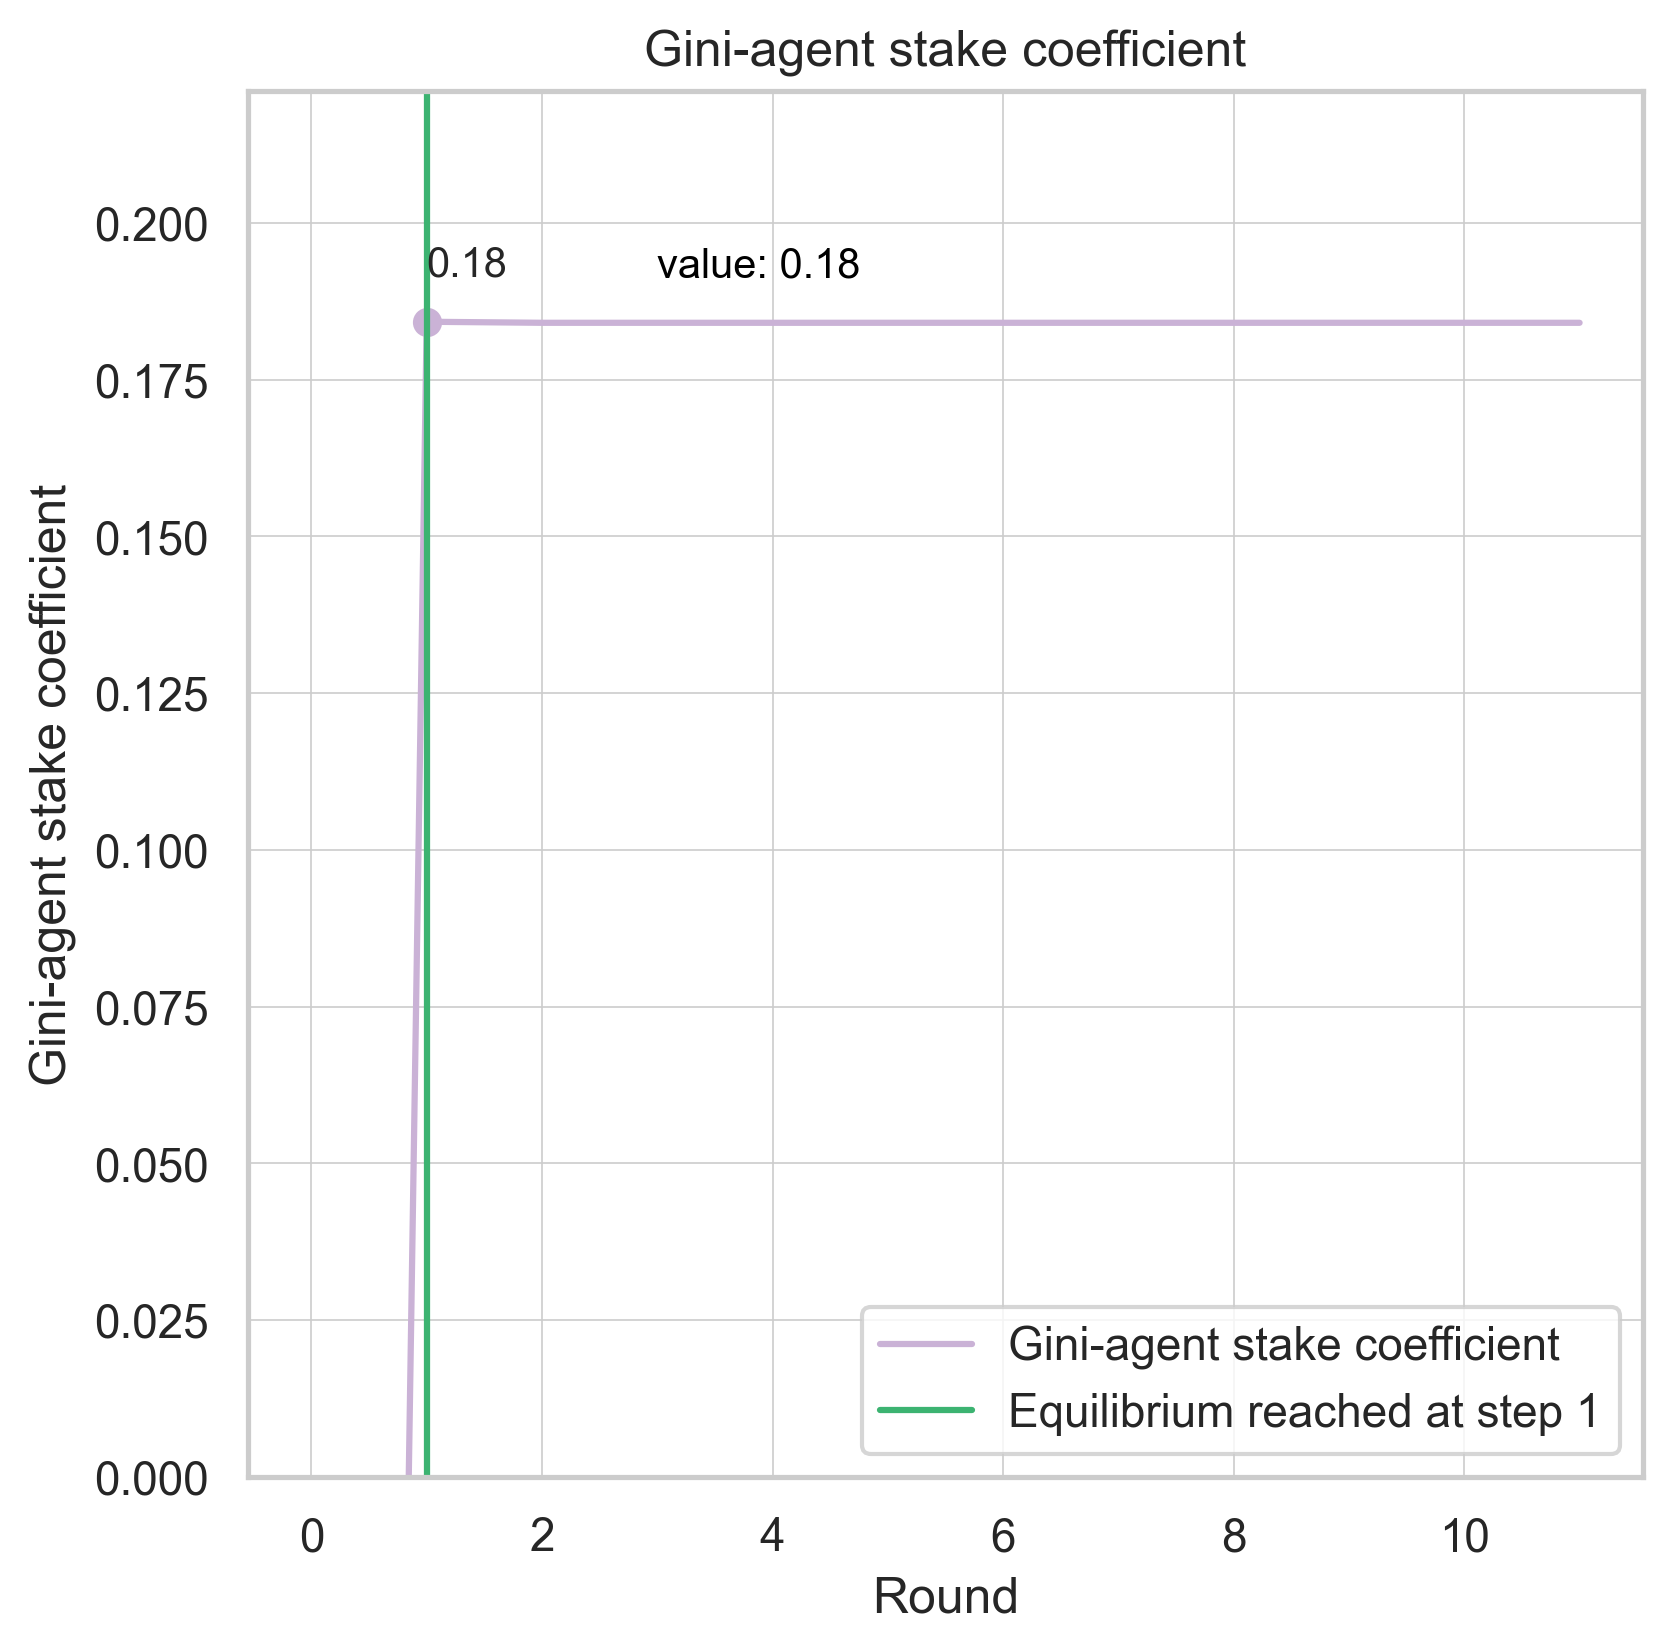 Gini-agent stake coefficient
0.200
0.175
0.150
0.125
0.100
0.075
0.050
0.025
0.000
Gini-agent stake coefficient
0.18
value: 0.18
Gini-agent stake coefficient
Equilibrium reached at step 1
0 2 4 6 8 10
Round